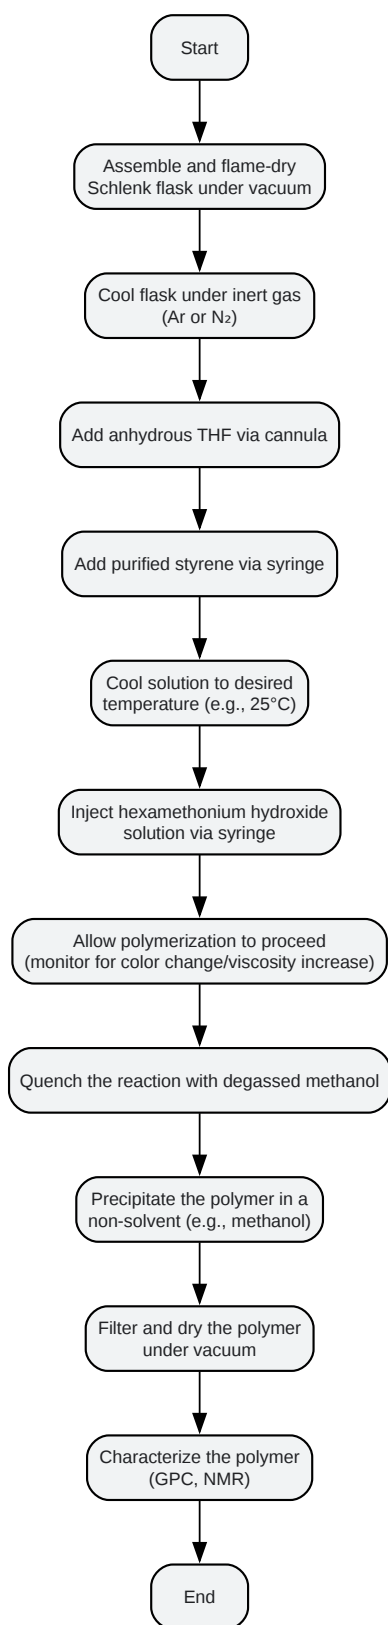 Start
Assemble and flame-dry
Schlenk flask under vacuum
Cool flask under inert gas
(Ar or N₂)
Add anhydrous THF via cannula
Add purified styrene via syringe
Cool solution to desired
temperature (e.g., 25°C)
Inject hexamethonium hydroxide
solution via syringe
Allow polymerization to proceed
(monitor for color change/viscosity increase)
Quench the reaction with degassed methanol
Precipitate the polymer in a
non-solvent (e.g., methanol)
Filter and dry the polymer
under vacuum
Characterize the polymer
(GPC, NMR)
End